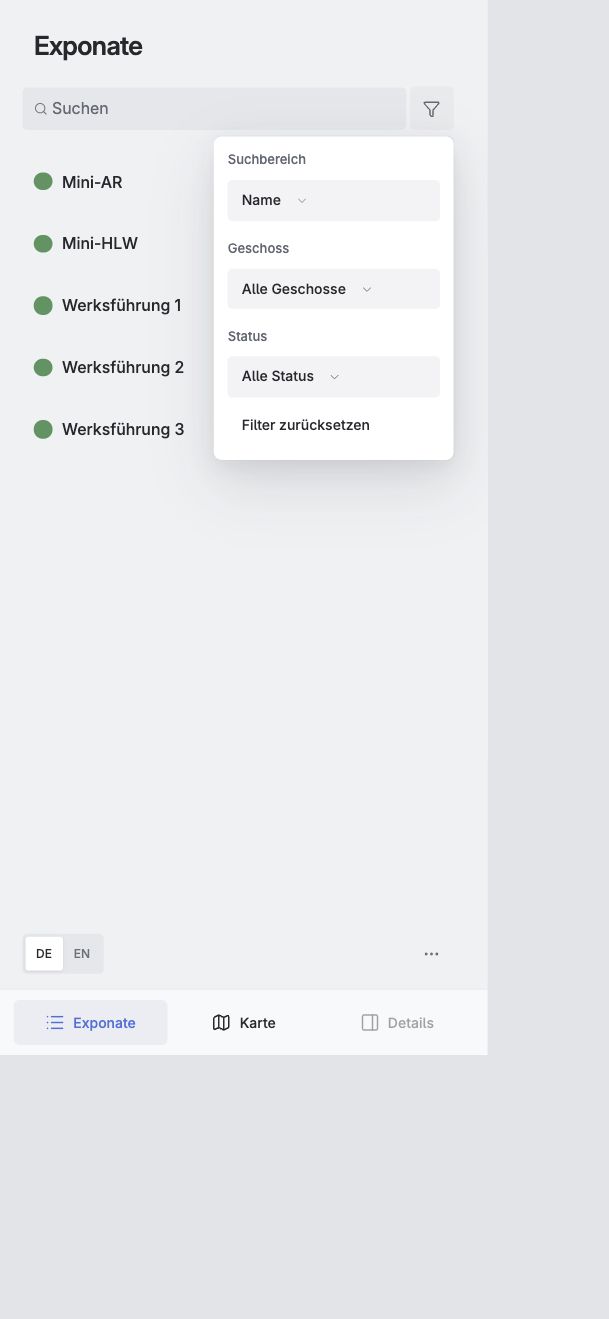 Exponate
Suchen
Suchbereich
Name
Geschoss
Alle Geschosse
Status
Alle Status
Filter zurücksetzen
Mini-AR
Mini-HLW
Werksführung 1
Werksführung 2
Werksführung 3
DE EN
Exponate Karte Details